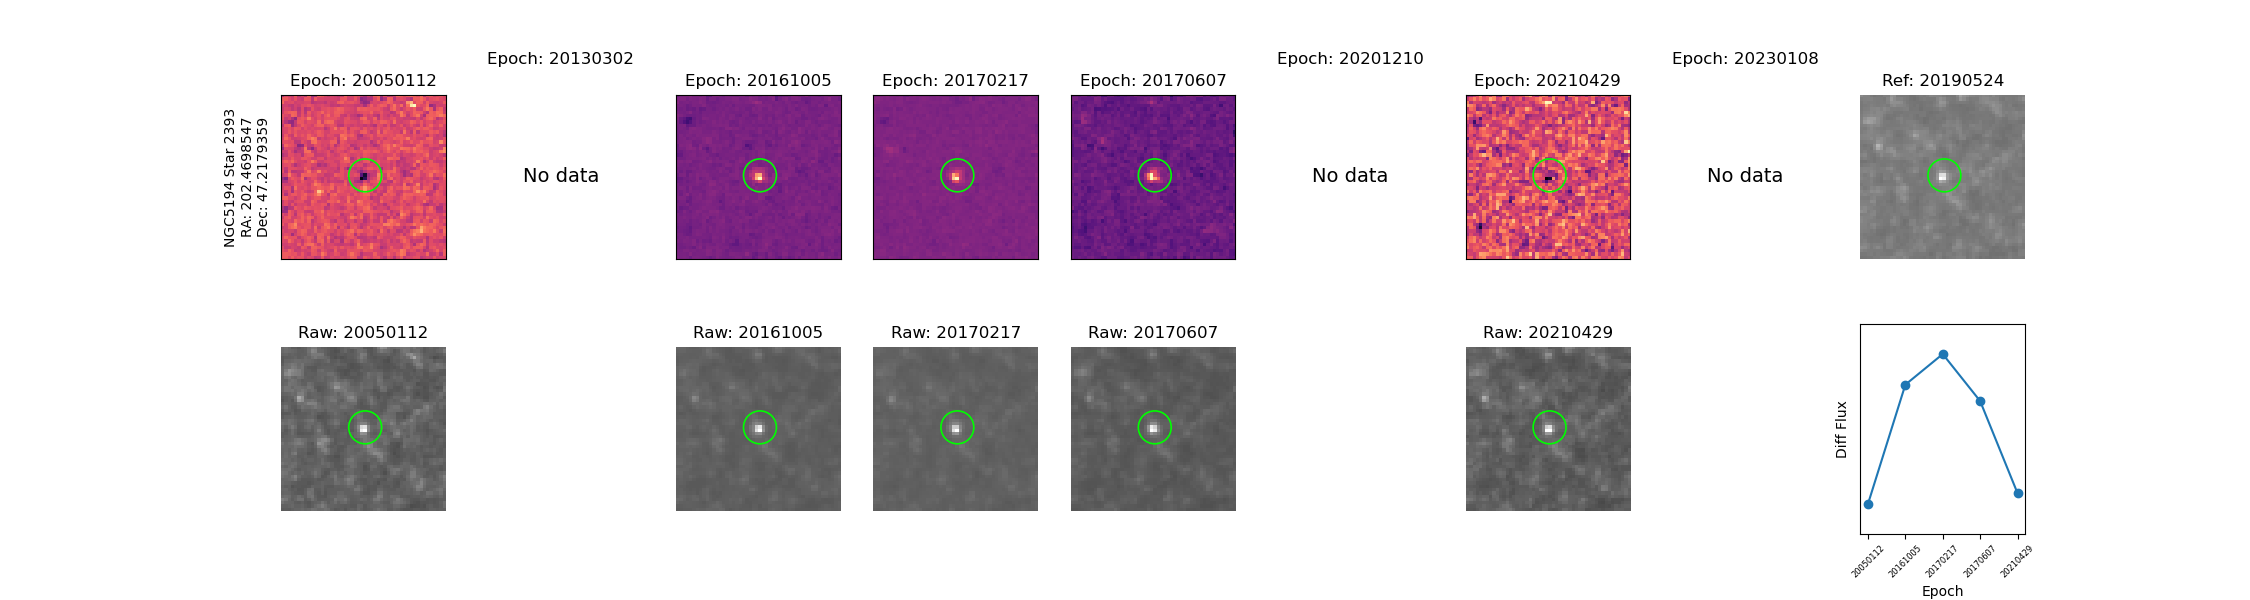 Epoch: 20130302
Epoch: 20201210
Epoch: 20230108
Epoch: 20050112
Epoch: 20161005
Epoch: 20170217
Epoch: 20170607
Epoch: 20210429
Ref: 20190524
NGC5194 Star 2393
RA: 202.4698547
Dec: 47.2179359
No data
No data
No data
Raw: 20050112
Raw: 20161005
Raw: 20170217
Raw: 20170607
Raw: 20210429
Diff Flux
20050112
20161005
20170217
20170607
20210429
Epoch